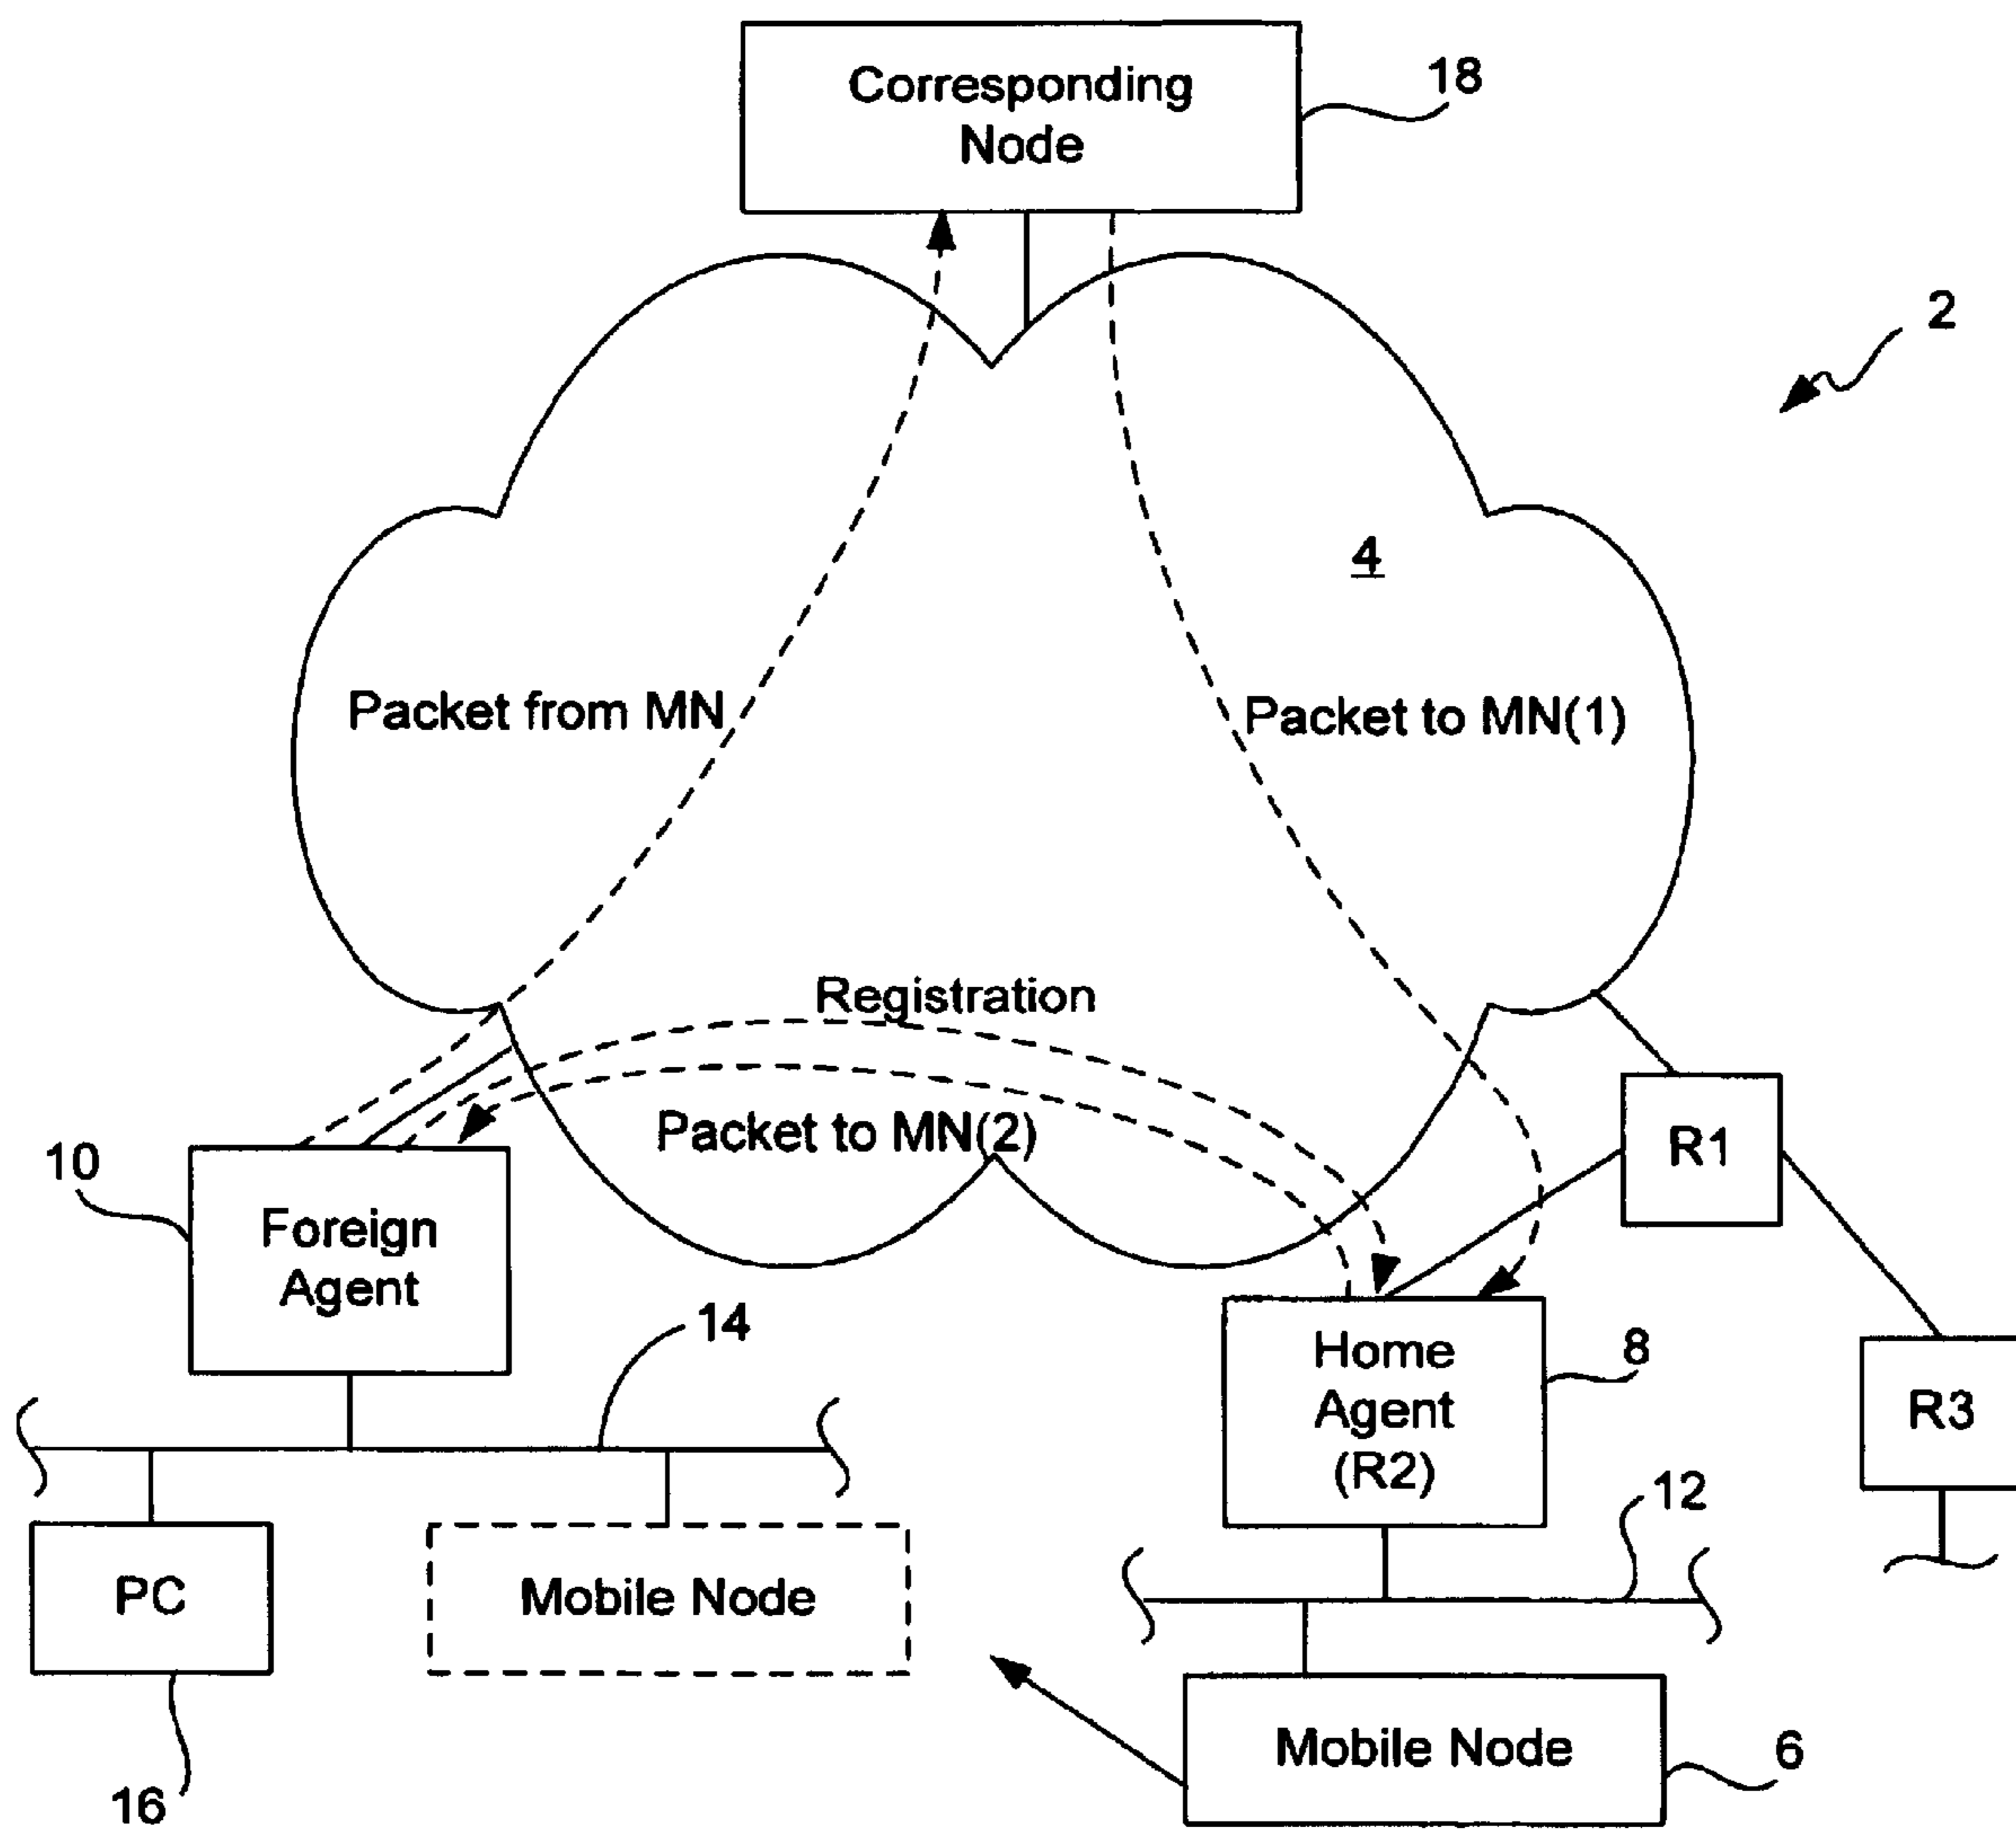 Corresponding
Node
18
2
4
Packet from MN
Packet to MN(1)
Registration
Packet to MN(2)
R1
10
Foreign
Agent
14
Home
Agent
(R2)
8
R3
12
PC
Mobile Node
Mobile Node
6
16